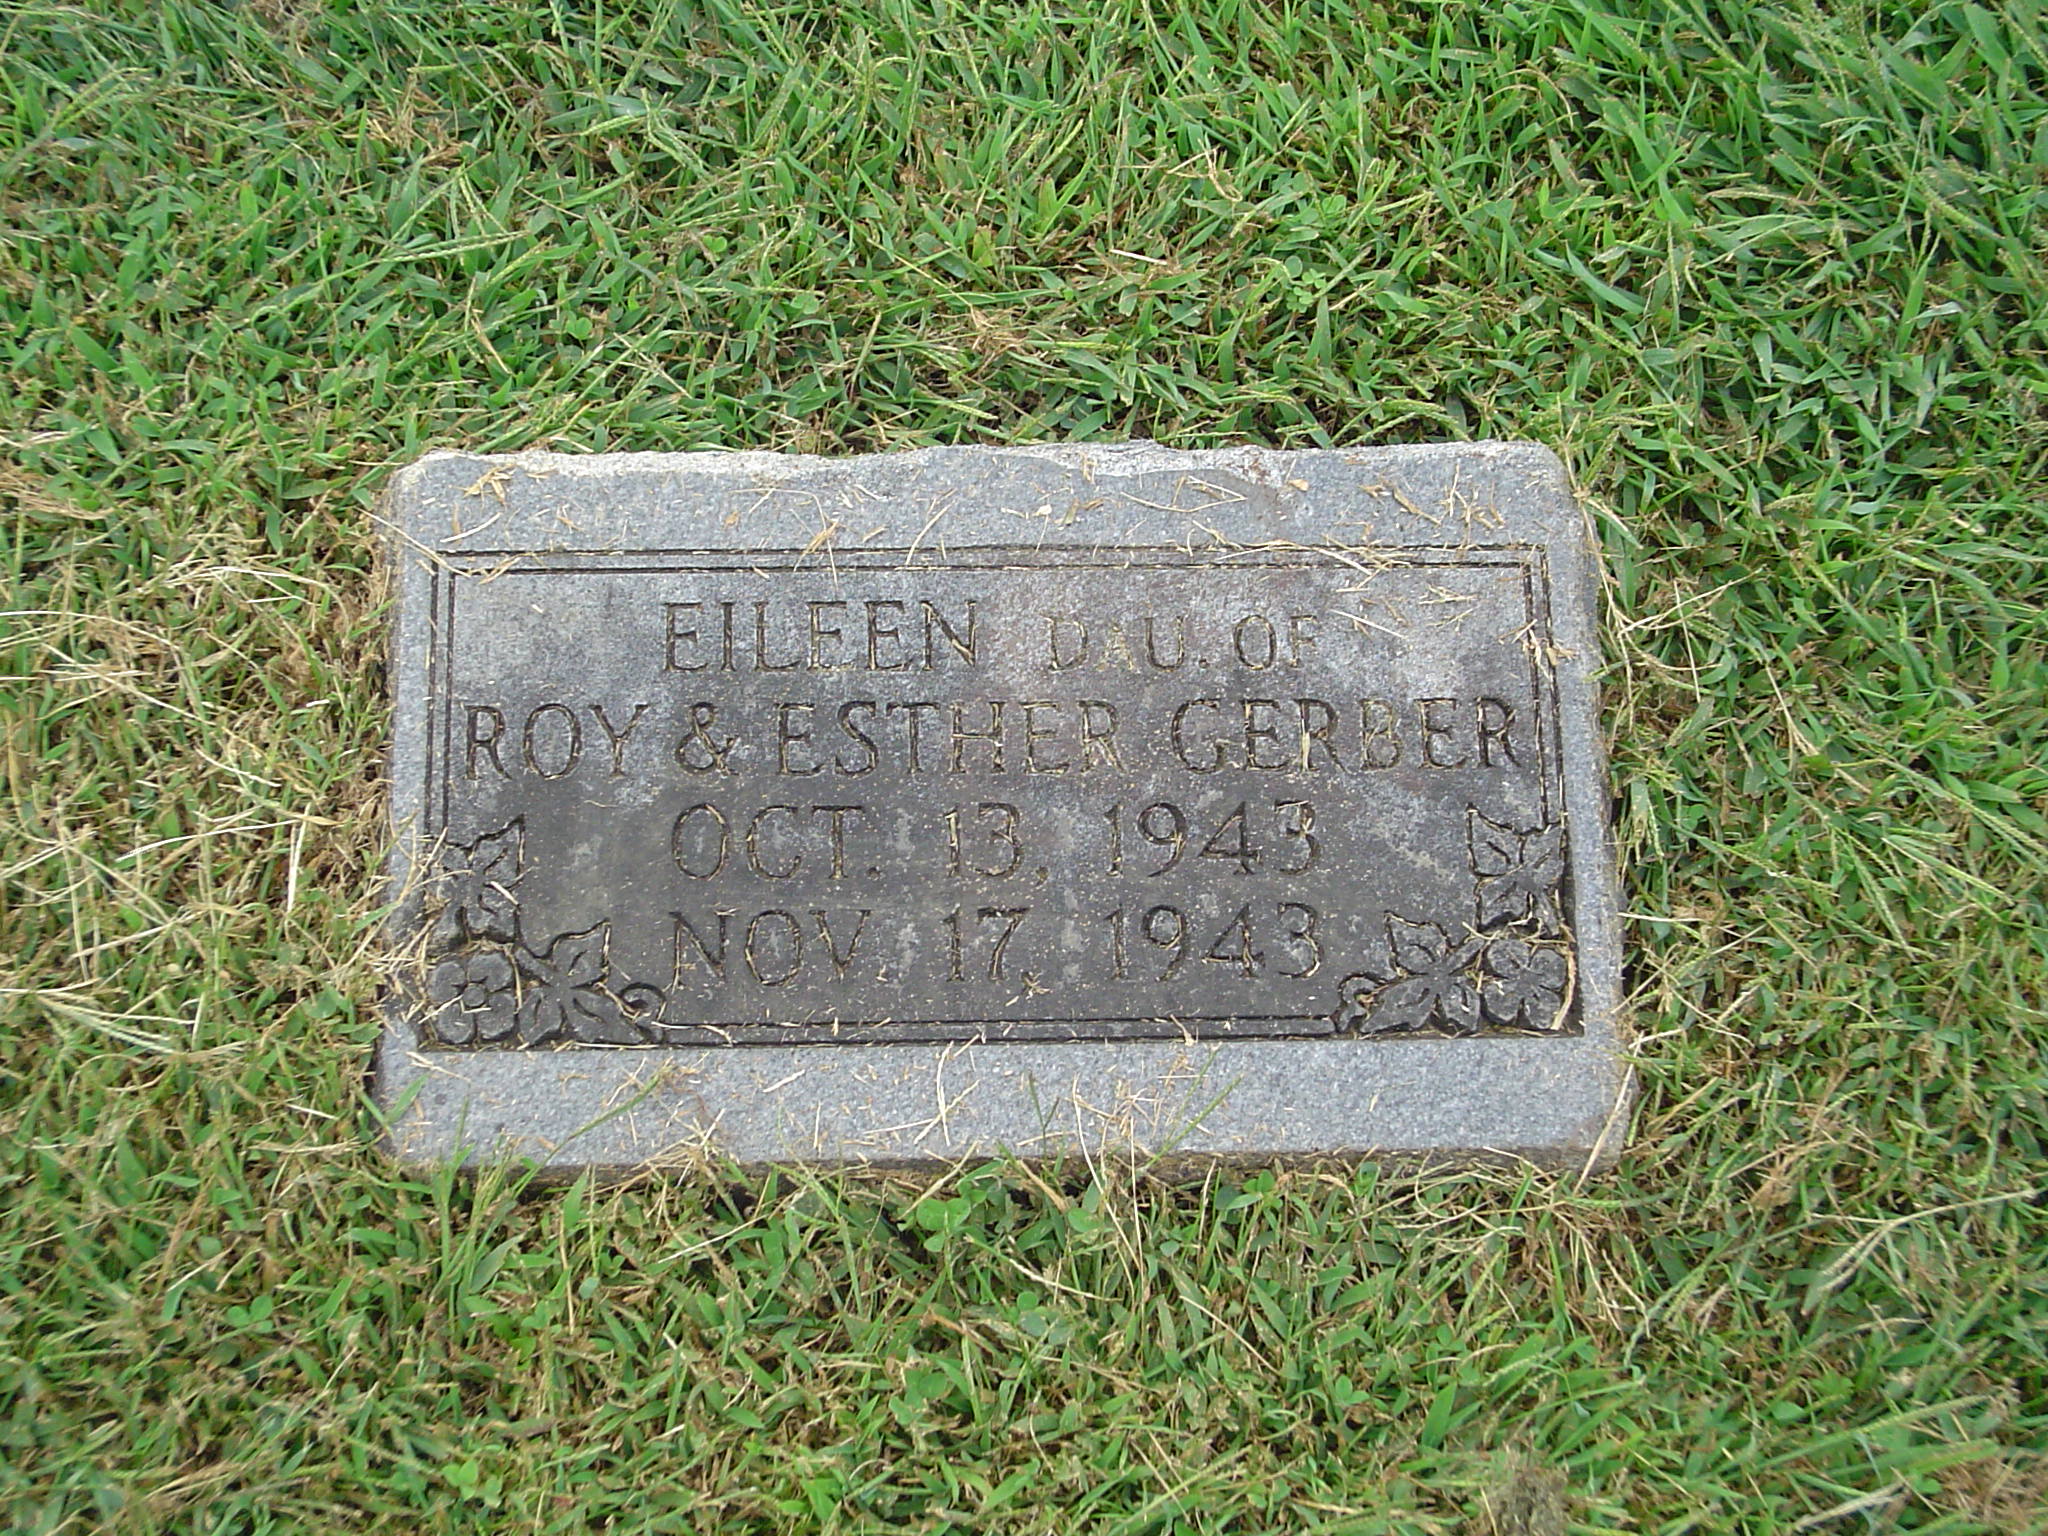 EILEEN DAU. OF
ROY & ESTHER GERBER
OCT. 13, 1943
NOV. 17, 1943